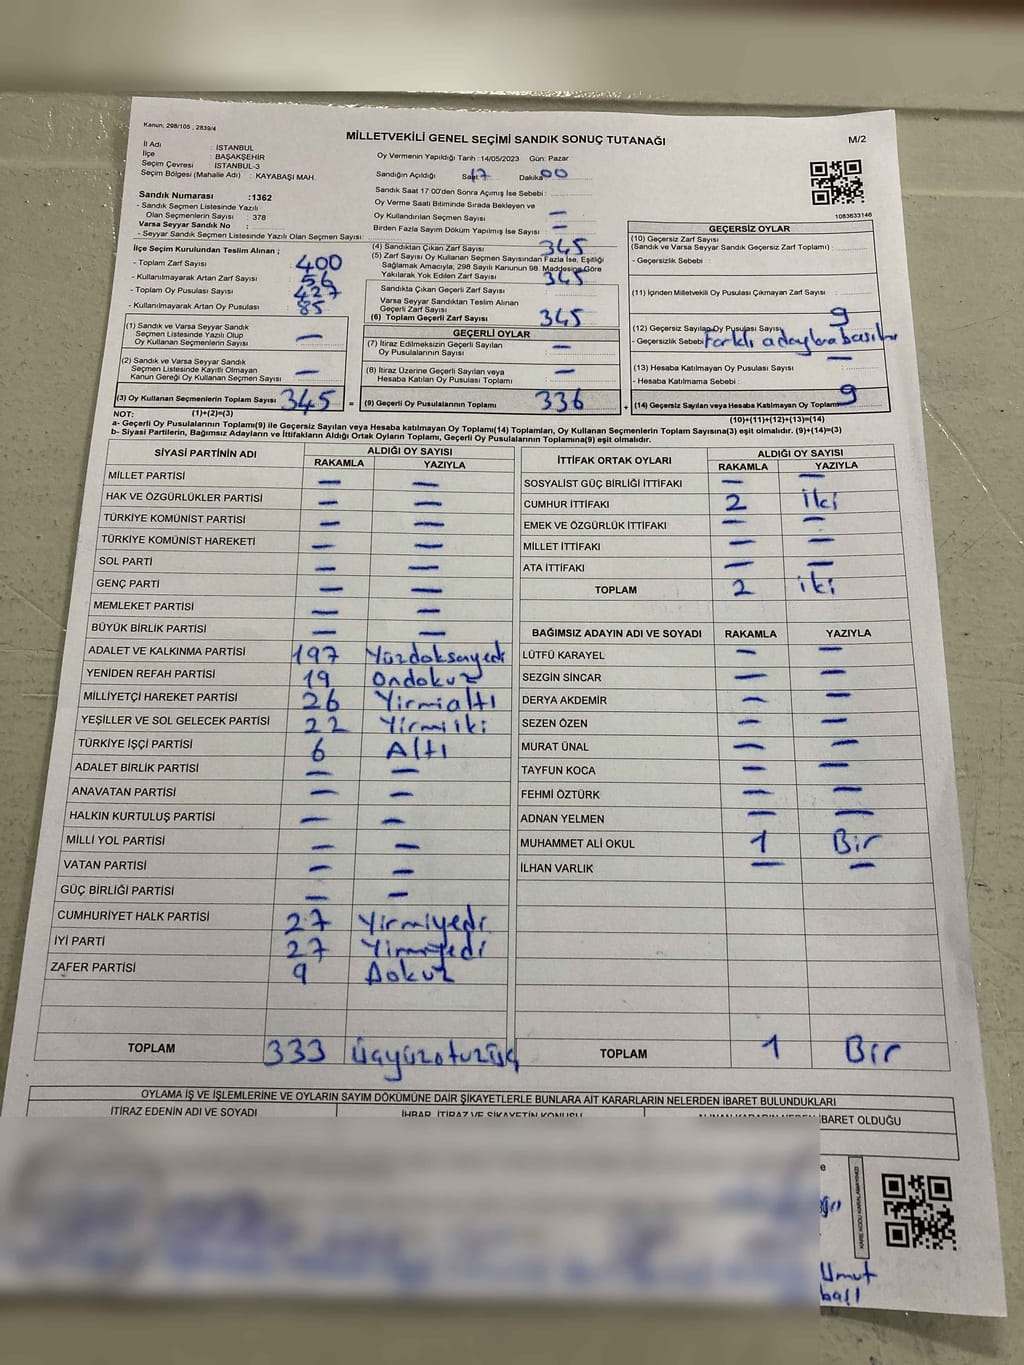 Kanun, 298/105 , 2839/4
MİLLETVEKİLİ GENEL SEÇİMİ SANDIK SONUÇ TUTANAĞI
M/2
İl Adı : İSTANBUL
İlçe : BAŞAKŞEHİR
Seçim Çevresi : İSTANBUL-3
Seçim Bölgesi (Mahalle Adı) : KAYABAŞI MAH.
Oy Vermenin Yapıldığı Tarih : 14/05/2023 Gün: Pazar
Sandığın Açıldığı Saat 17 Dakika 00
Sandık Saat 17:00'den Sonra Açımış İse Sebebi :
Oy Verme Saati Bitiminde Sırada Bekleyen ve
Oy Kullandırılan Seçmen Sayısı : —
Birden Fazla Sayım Döküm Yapılmış İse Sayısı : —
1083633146
Sandık Numarası :1362
- Sandık Seçmen Listesinde Yazılı
Olan Seçmenlerin Sayısı : 378
Varsa Seyyar Sandık No :
- Seyyar Sandık Seçmen Listesinde Yazılı Olan Seçmen Sayısı:
İlçe Seçim Kurulundan Teslim Alınan ;
- Toplam Zarf Sayısı : 400
- Kullanılmayarak Artan Zarf Sayısı : 56
- Toplam Oy Pusulası Sayısı : 427
- Kullanılmayarak Artan Oy Pusulası : 85
(1) Sandık ve Varsa Seyyar Sandık
Seçmen Listesinde Yazılı Olup
Oy Kullanan Seçmen Sayısı —
(2) Sandık ve Varsa Seyyar Sandık
Seçmen Listesinde Kayıtlı Olmayan
Kanun Gereği Oy Kullanan Seçmen Sayısı —
(3) Oy Kullanan Seçmenlerin Toplam Sayısı 345 =
(4) Sandıktan Çıkan Zarf Sayısı 345
(5) Zarf Sayısı Oy Kullanan Seçmen Sayısından Fazla İse, Eşitliği
Sağlamak Amacıyla, 298 Sayılı Kanunun 98. Maddesine Göre
Yakılarak Yok Edilen Zarf Sayısı : 345
Sandıkta Çıkan Geçerli Zarf Sayısı
Varsa Seyyar Sandıktan Teslim Alınan
Geçerli Zarf Sayısı
(6) Toplam Geçerli Zarf Sayısı 345
GEÇERLİ OYLAR
(7) İtiraz Edilmeksizin Geçerli Sayılan
Oy Pusulalarının Sayısı —
(8) İtiraz Üzerine Geçerli Sayılan veya
Hesaba Katılan Oy Pusulası Toplamı —
(9) Geçerli Oy Pusulalarının Toplamı 336 +
GEÇERSİZ OYLAR
(10) Geçersiz Zarf Sayısı
(Sandık ve Varsa Seyyar Sandık Geçersiz Zarf Toplamı) :
- Geçersizlik Sebebi :
(11) İçinden Milletvekili Oy Pusulası Çıkmayan Zarf Sayısı :
(12) Geçersiz Sayılan Oy Pusulası Sayısı 9
- Geçersizlik Sebebi Farklı adaylara
(13) Hesaba Katılmayan Oy Pusulası Sayısı : —
- Hesaba Katılmama Sebebi :
(14) Geçersiz Sayılan veya Hesaba Katılmayan Oy Toplamı 9
NOT: (1)+(2)=(3) (10)+(11)+(12)+(13)=(14)
a- Geçerli Oy Pusulalarının Toplamı(9) ile Geçersiz Sayılan veya Hesaba katılmayan Oy Toplamı(14) Toplamları, Oy Kullanan Seçmenlerin Toplam Sayısına(3) eşit olmalıdır. (9)+(14)=(3)
b- Siyasi Partilerin, Bağımsız Adayların ve İttifakların Aldığı Ortak Oyların Toplamı, Geçerli Oy Pusulalarının Toplamına(9) eşit olmalıdır.
SİYASİ PARTİNİN ADI ALDIĞI OY SAYISI
RAKAMLA YAZIYLA
MİLLET PARTİSİ — —
HAK VE ÖZGÜRLÜKLER PARTİSİ — —
TÜRKİYE KOMÜNİST PARTİSİ — —
TÜRKİYE KOMÜNİST HAREKETİ — —
SOL PARTİ — —
GENÇ PARTİ — —
MEMLEKET PARTİSİ — —
BÜYÜK BİRLİK PARTİSİ — —
ADALET VE KALKINMA PARTİSİ 197 Yüzdoksayedi
YENİDEN REFAH PARTİSİ 19 Ondokuz
MİLLİYETÇİ HAREKET PARTİSİ 26 Yirmialtı
YEŞİLLER VE SOL GELECEK PARTİSİ 22 Yirmiiki
TÜRKİYE İŞÇİ PARTİSİ 6 Altı
ADALET BİRLİK PARTİSİ — —
ANAVATAN PARTİSİ — —
HALKIN KURTULUŞ PARTİSİ — —
MİLLİ YOL PARTİSİ — —
VATAN PARTİSİ — —
GÜÇ BİRLİĞİ PARTİSİ — —
CUMHURİYET HALK PARTİSİ 27 Yirmiyedi
İYİ PARTİ 27 Yirmiyedi
ZAFER PARTİSİ 9 Dokuz
TOPLAM 333 Üçyüzotuzüç
İTTİFAK ORTAK OYLARI ALDIĞI OY SAYISI
RAKAMLA YAZIYLA
SOSYALİST GÜÇ BİRLİĞİ İTTİFAKI — —
CUMHUR İTTİFAKI 2 iki
EMEK VE ÖZGÜRLÜK İTTİFAKI — —
MİLLET İTTİFAKI — —
ATA İTTİFAKI — —
TOPLAM 2 iki
BAĞIMSIZ ADAYIN ADI VE SOYADI RAKAMLA YAZIYLA
LÜTFÜ KARAYEL — —
SEZGİN SİNCAR — —
DERYA AKDEMİR — —
SEZEN ÖZEN — —
MURAT ÜNAL — —
TAYFUN KOCA — —
FEHMİ ÖZTÜRK — —
ADNAN YELMEN — —
MUHAMMET ALİ OKUL 1 Bir
İLHAN VARLIK — —
TOPLAM 1 Bir
OYLAMA İŞ VE İŞLEMLERİNE VE OYLARIN SAYIM DÖKÜMÜNE DAİR ŞİKAYETLERLE BUNLARA AİT KARARLARIN NELERDEN İBARET BULUNDUKLARI
İTİRAZ EDENİN ADI VE SOYADI İHBAR, İTİRAZ VE ŞİKAYETİN KONUSU ALINAN KARARIN NEDEN İBARET OLDUĞU
Umut